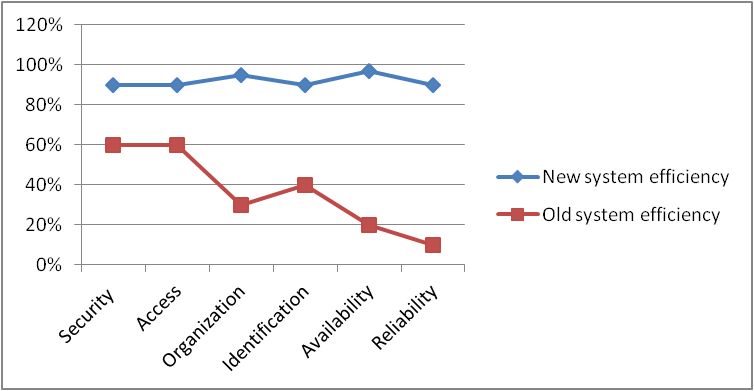 120%
100%
80%
60%
40%
20%
0%
Security
Access
Organization
Identification
Availability
Reliability
New system efficiency
Old system efficiency